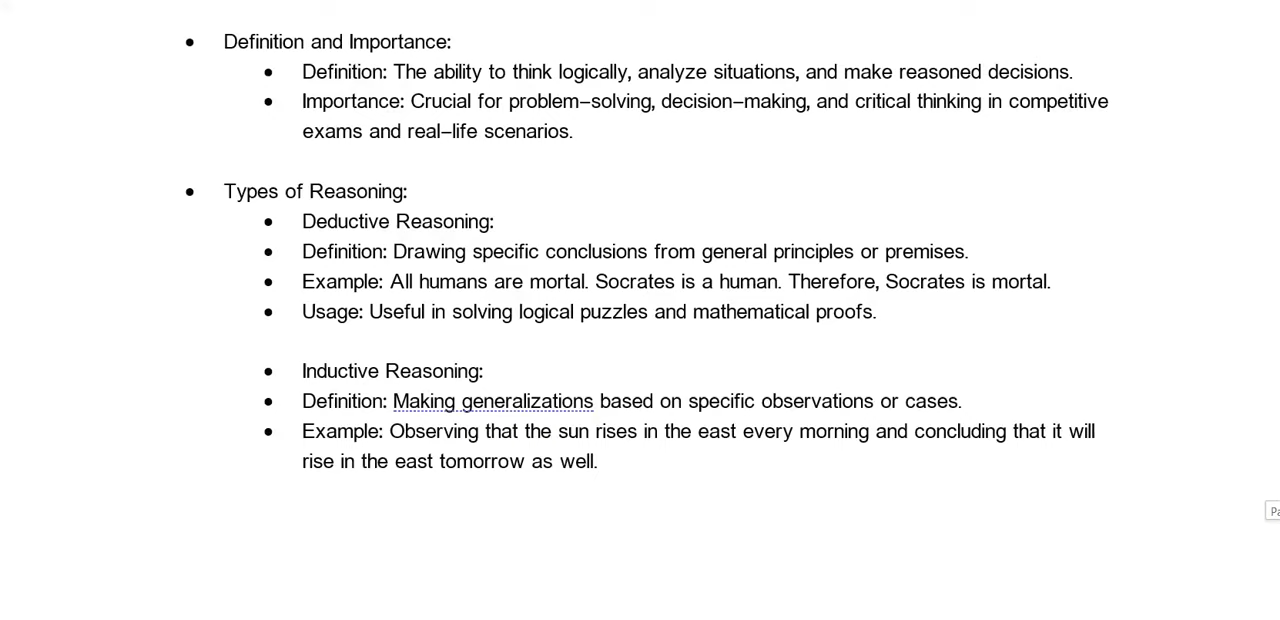 • Definition and Importance:
• Definition: The ability to think logically, analyze situations, and make reasoned decisions.
• Importance: Crucial for problem–solving, decision–making, and critical thinking in competitive
exams and real–life scenarios.
• Types of Reasoning:
• Deductive Reasoning:
• Definition: Drawing specific conclusions from general principles or premises.
• Example: All humans are mortal. Socrates is a human. Therefore, Socrates is mortal.
• Usage: Useful in solving logical puzzles and mathematical proofs.
• Inductive Reasoning:
• Definition: Making generalizations based on specific observations or cases.
• Example: Observing that the sun rises in the east every morning and concluding that it will
rise in the east tomorrow as well.